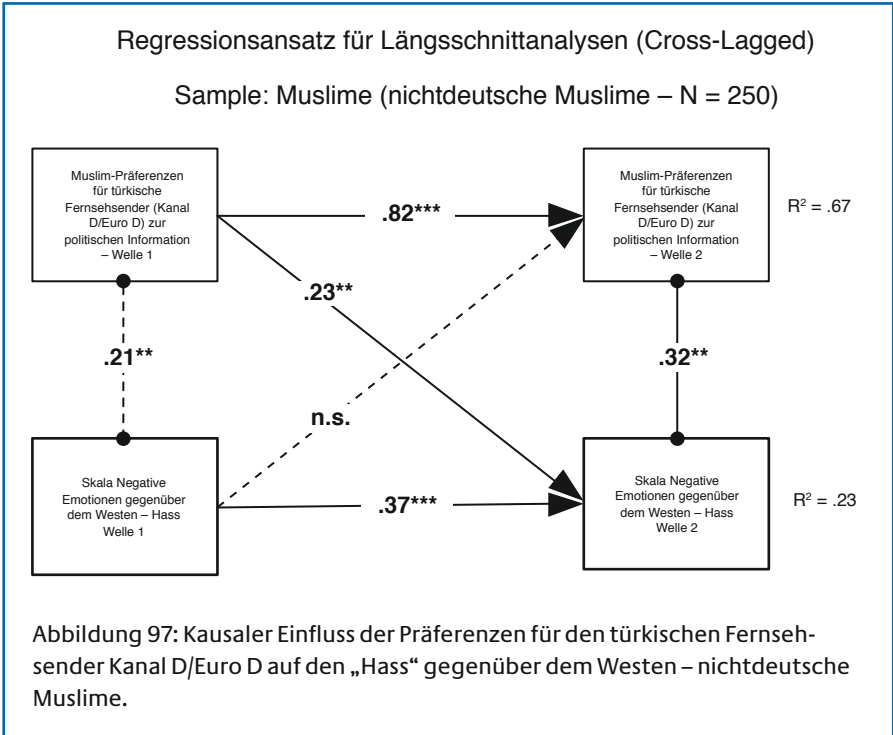 Regressionsansatz für Längsschnittanalysen (Cross-Lagged)
Sample: Muslime (nichtdeutsche Muslime – N = 250)
Muslim-Präferenzen
für türkische
Fernsehsender (Kanal
D/Euro D) zur
politischen Information
– Welle 1
.82***
Muslim-Präferenzen
für türkische
Fernsehsender (Kanal
D/Euro D) zur
politischen Information
– Welle 2
R² = .67
.23**
.21**
.32**
n.s.
Skala Negative
Emotionen gegenüber
dem Westen – Hass
Welle 1
.37***
Skala Negative
Emotionen gegenüber
dem Westen – Hass
Welle 2
R² = .23
Abbildung 97: Kausaler Einfluss der Präferenzen für den türkischen Fernseh-
sender Kanal D/Euro D auf den „Hass“ gegenüber dem Westen – nichtdeutsche
Muslime.